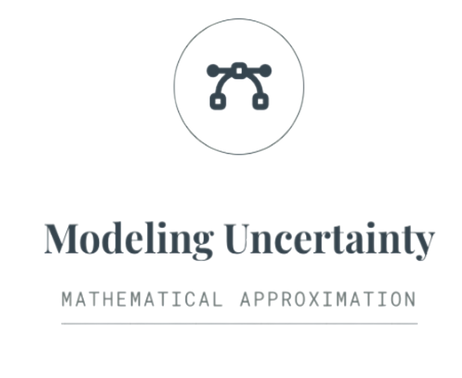 Modeling Uncertainty
MATHEMATICAL APPROXIMATION